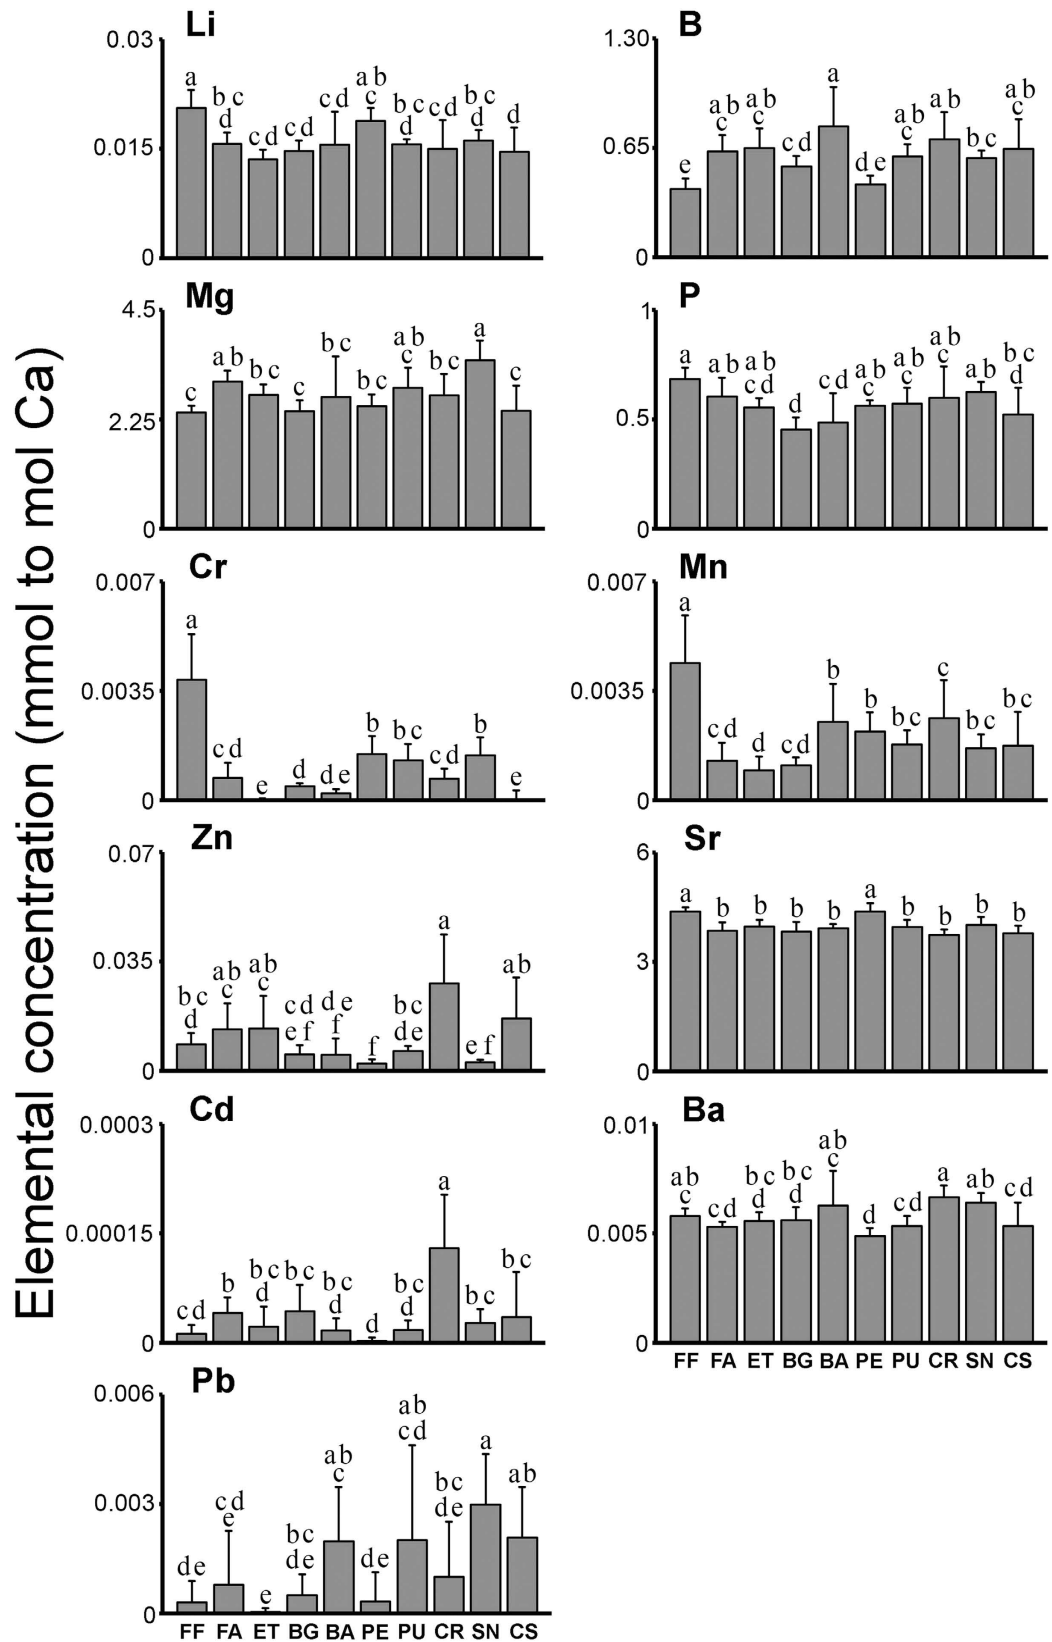 Elemental concentration (mmol to mol Ca)
Li
0.03
0.015
0
a
b c
d
c d
c d
c d
a b
c
b c
d
c d
b c
d
d
B
1.30
0.65
0
e
a b
c
a b
c
c d
a
d e
a b
c
a b
b c
a b
c
Mg
4.5
2.25
0
c
a b
b c
c
b c
b c
a b
c
b c
a
c
P
1
0.5
0
a
a b
a b
c d
d
c d
a b
c
a b
c
a b
c
a b
b c
d
Cr
0.007
0.0035
0
a
c d
e
d
d e
b
b
c d
b
e
Mn
0.007
0.0035
0
a
c d
d
c d
b
b
b c
c
b c
b c
Zn
0.07
0.035
0
b c
d
a b
c
a b
c
c d
e f
d e
f
f
b c
d e
a
e f
a b
Sr
6
3
0
a
b
b
b
b
a
b
b
b
b
Cd
0.0003
0.00015
0
c d
b
b c
d
b c
b c
d
d
b c
d
a
b c
b c
Ba
0.01
0.005
0
a b
c
c d
b c
d
b c
d
a b
c
d
c d
a
a b
c d
FF FA ET BG BA PE PU CR SN CS
Pb
0.006
0.003
0
d e
c d
e
e
b c
d e
a b
c
d e
a b
c d
b c
d e
a
a b
FF FA ET BG BA PE PU CR SN CS